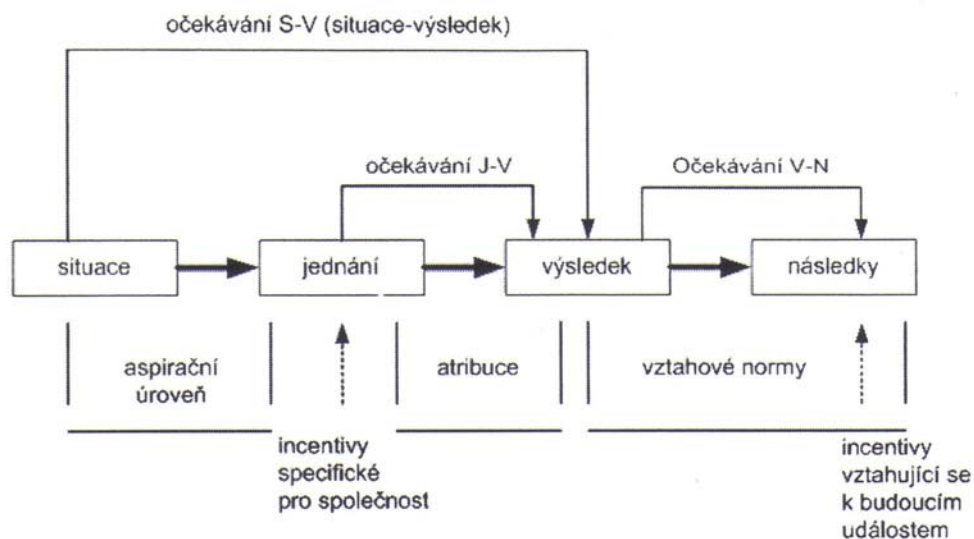 očekávání S-V (situace-výsledek)
očekávání J-V
Očekávání V-N
situace
jednání
výsledek
následky
aspirační
úroveň
atribuce
vztahové normy
incentivy
specifické
pro společnost
incentivy
vztahující se
k budoucím
událostem